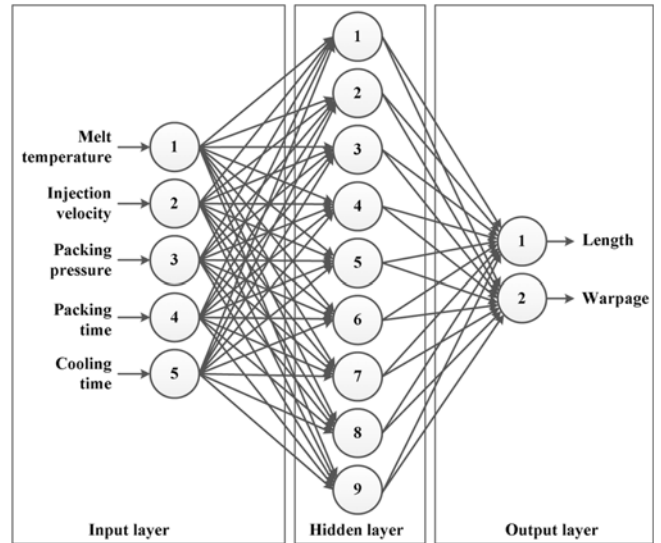 Melt
temperature
Injection
velocity
Packing
pressure
Packing
time
Cooling
time
1
2
3
4
5
Input layer
1
2
3
4
5
6
7
8
9
Hidden layer
1
2
Length
Warpage
Output layer